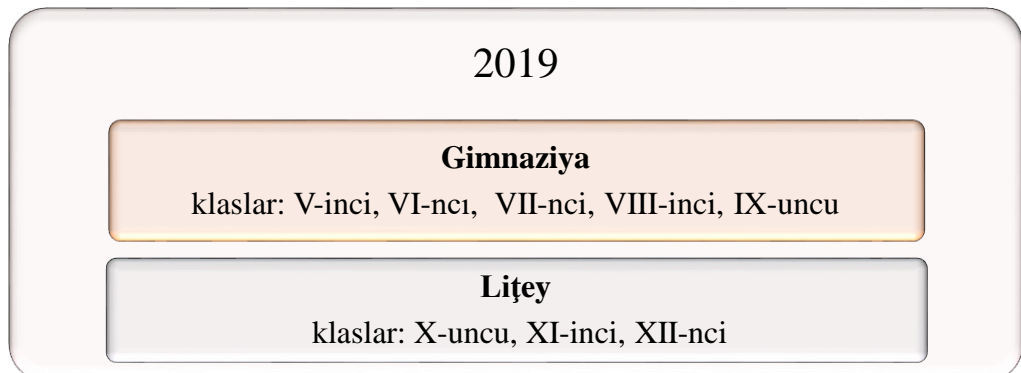 2019
Gimnaziya
klaslar: V-inci, VI-ncı, VII-nci, VIII-inci, IX-uncu
Liţey
klaslar: X-uncu, XI-inci, XII-nci